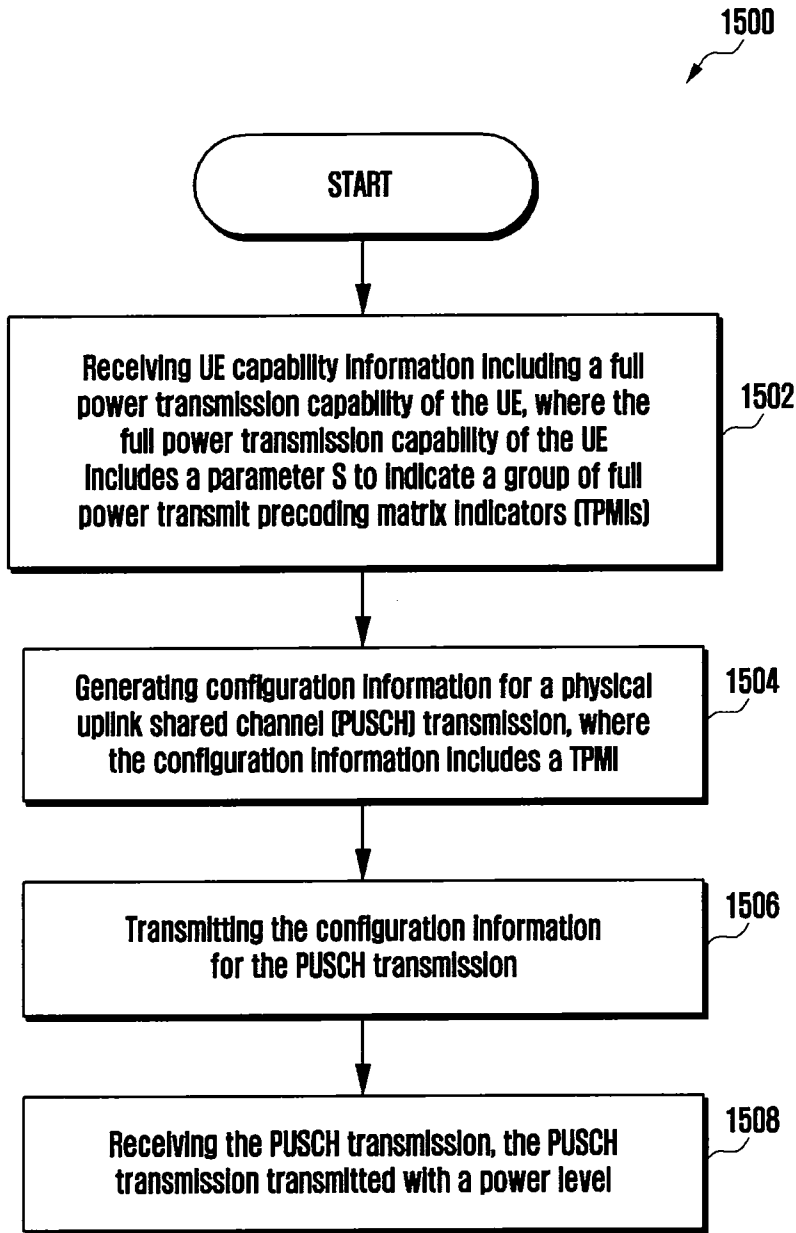 1500
START
Receiving UE capability information including a full
power transmission capability of the UE, where the
full power transmission capability of the UE
includes a parameter S to indicate a group of full
power transmit precoding matrix indicators (TPMIs)
1502
Generating configuration information for a physical
uplink shared channel (PUSCH) transmission, where
the configuration information includes a TPMI
1504
Transmitting the configuration information
for the PUSCH transmission
1506
Receiving the PUSCH transmission, the PUSCH
transmission transmitted with a power level
1508